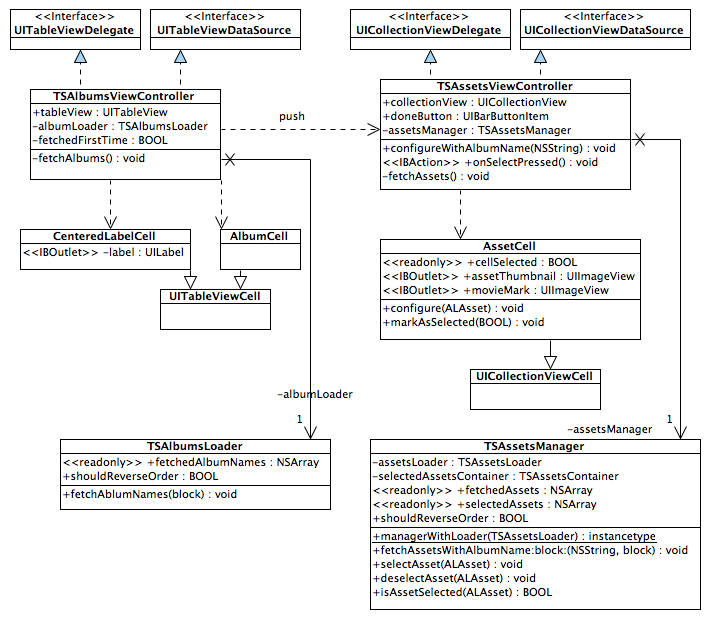 <<Interface>>
UITableViewDelegate
<<Interface>>
UITableViewDataSource
<<Interface>>
UICollectionViewDelegate
<<Interface>>
UICollectionViewDataSource
TSAlbumsViewController
+tableView : UITableView
-albumLoader : TSAlbumsLoader
-fetchedFirstTime : BOOL
-fetchAlbums() : void
push
TSAssetsViewController
+collectionView : UICollectionView
+doneButton : UIBarButtonItem
-assetsManager : TSAssetsManager
+configureWithAlbumName(NSString) : void
<<IBAction>> +onSelectPressed() : void
-fetchAssets() : void
CenteredLabelCell
<<IBOutlet>> -label : UILabel
AlbumCell
UITableViewCell
AssetCell
<<readonly>> +cellSelected : BOOL
<<IBOutlet>> +assetThumbnail : UIImageView
<<IBOutlet>> +movieMark : UIImageView
+configure(ALAsset) : void
+markAsSelected(BOOL) : void
UICollectionViewCell
-albumLoader
1
-assetsManager
1
TSAlbumsLoader
<<readonly>> +fetchedAlbumNames : NSArray
+shouldReverseOrder : BOOL
+fetchAblumNames(block) : void
TSAssetsManager
-assetsLoader : TSAssetsLoader
-selectedAssetsContainer : TSAssetsContainer
<<readonly>> +fetchedAssets : NSArray
<<readonly>> +selectedAssets : NSArray
+shouldReverseOrder : BOOL
+managerWithLoader(TSAssetsLoader) : instancetype
+fetchAssetsWithAlbumName:block:(NSString, block) : void
+selectAsset(ALAsset) : void
+deselectAsset(ALAsset) : void
+isAssetSelected(ALAsset) : BOOL